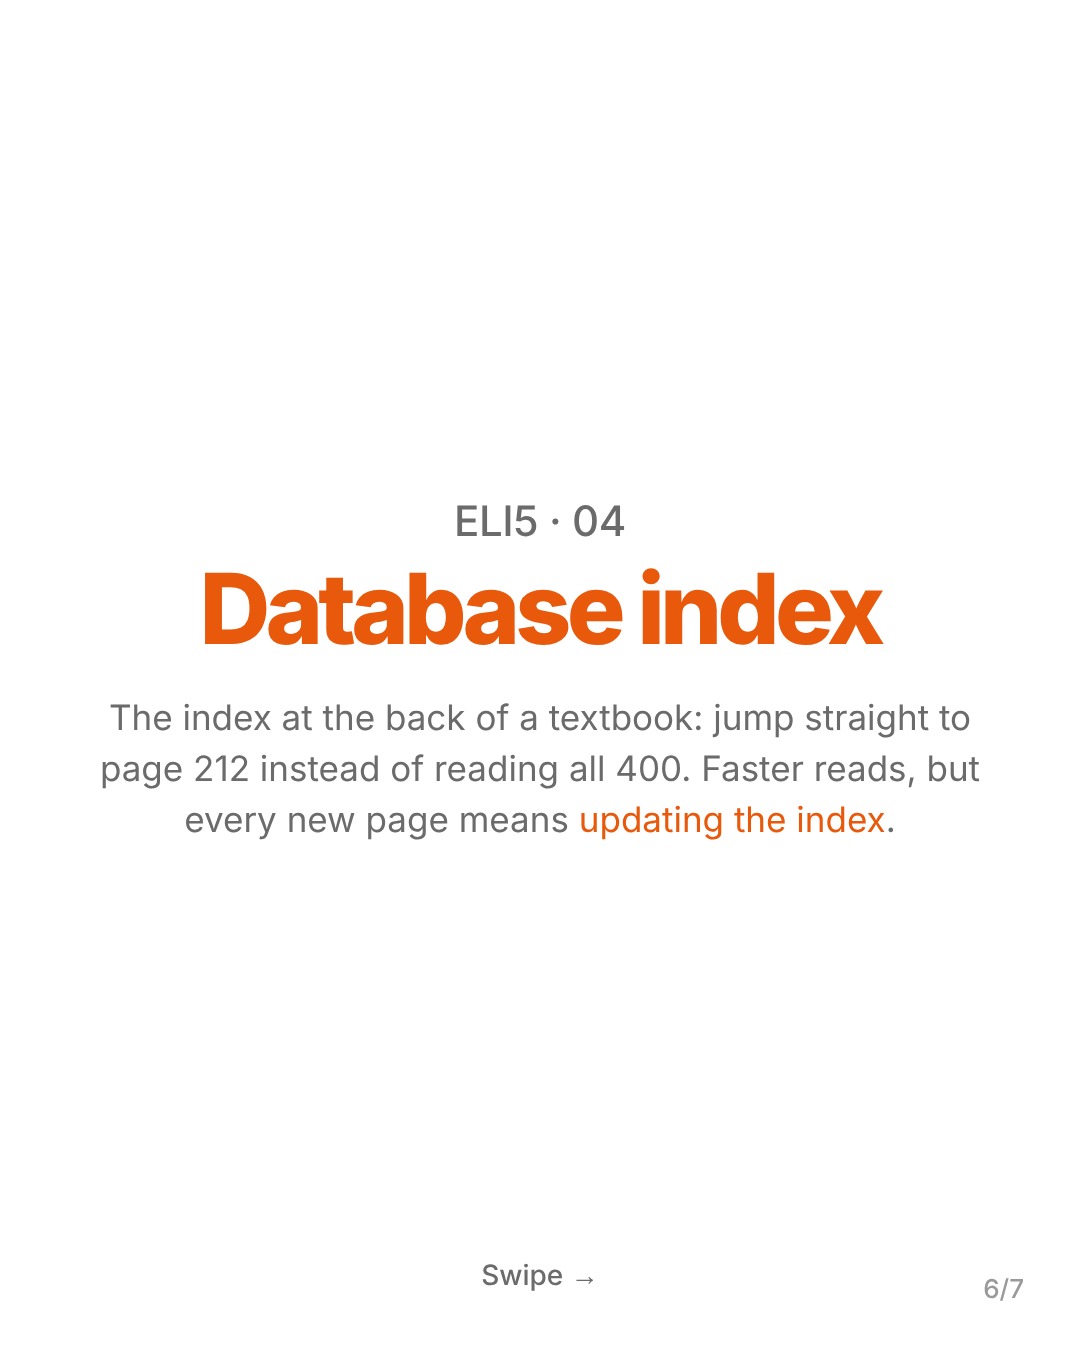 ELI5 · 04
Database index
The index at the back of a textbook: jump straight to
page 212 instead of reading all 400. Faster reads, but
every new page means updating the index.
Swipe →
6/7